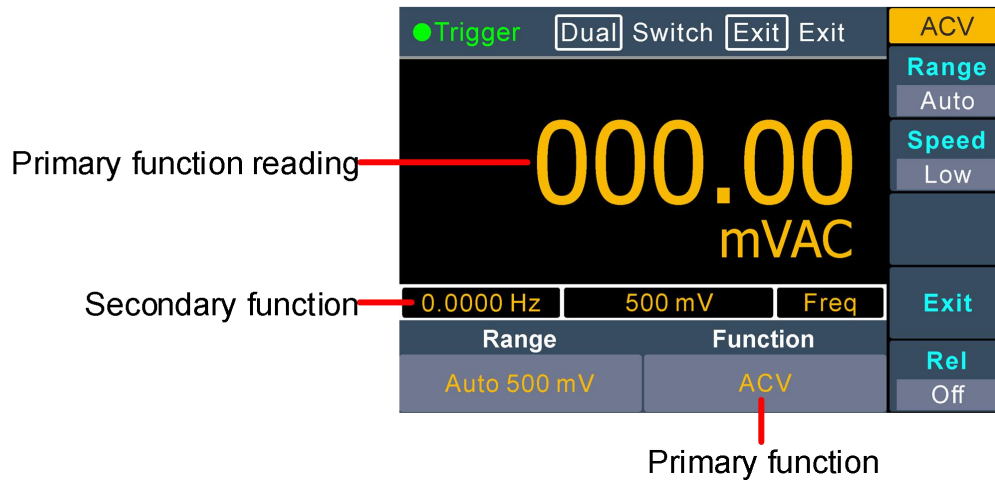 Trigger Dual Switch Exit Exit
ACV
Range
Auto
Speed
Low
Primary function reading
000.00
mVAC
Secondary function
0.0000 Hz 500 mV Freq
Exit
Range Function
Auto 500 mV ACV
Rel
Off
Primary function